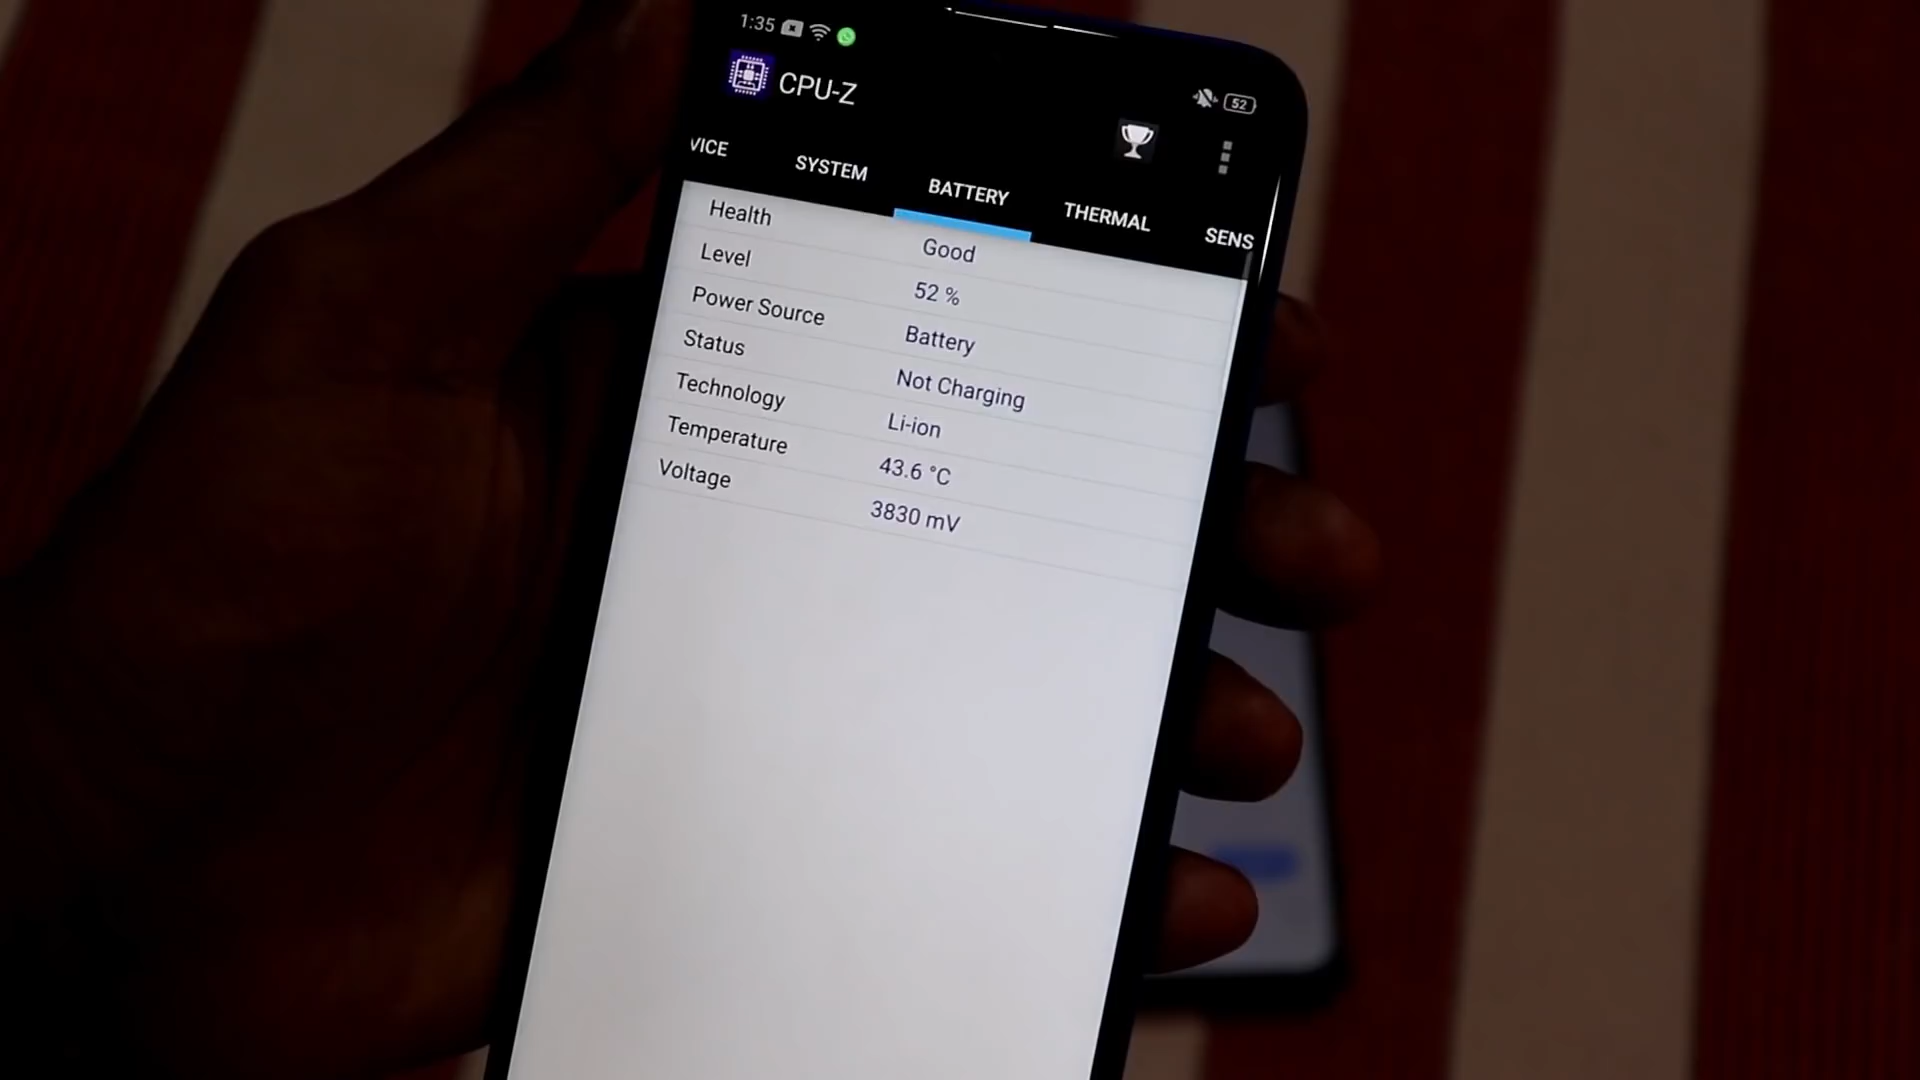 1:35
52
CPU-Z
VICE SYSTEM BATTERY THERMAL SENS
Health Good
Level 52 %
Power Source Battery
Status Not Charging
Technology Li-ion
Temperature 43.6 °C
Voltage 3830 mV